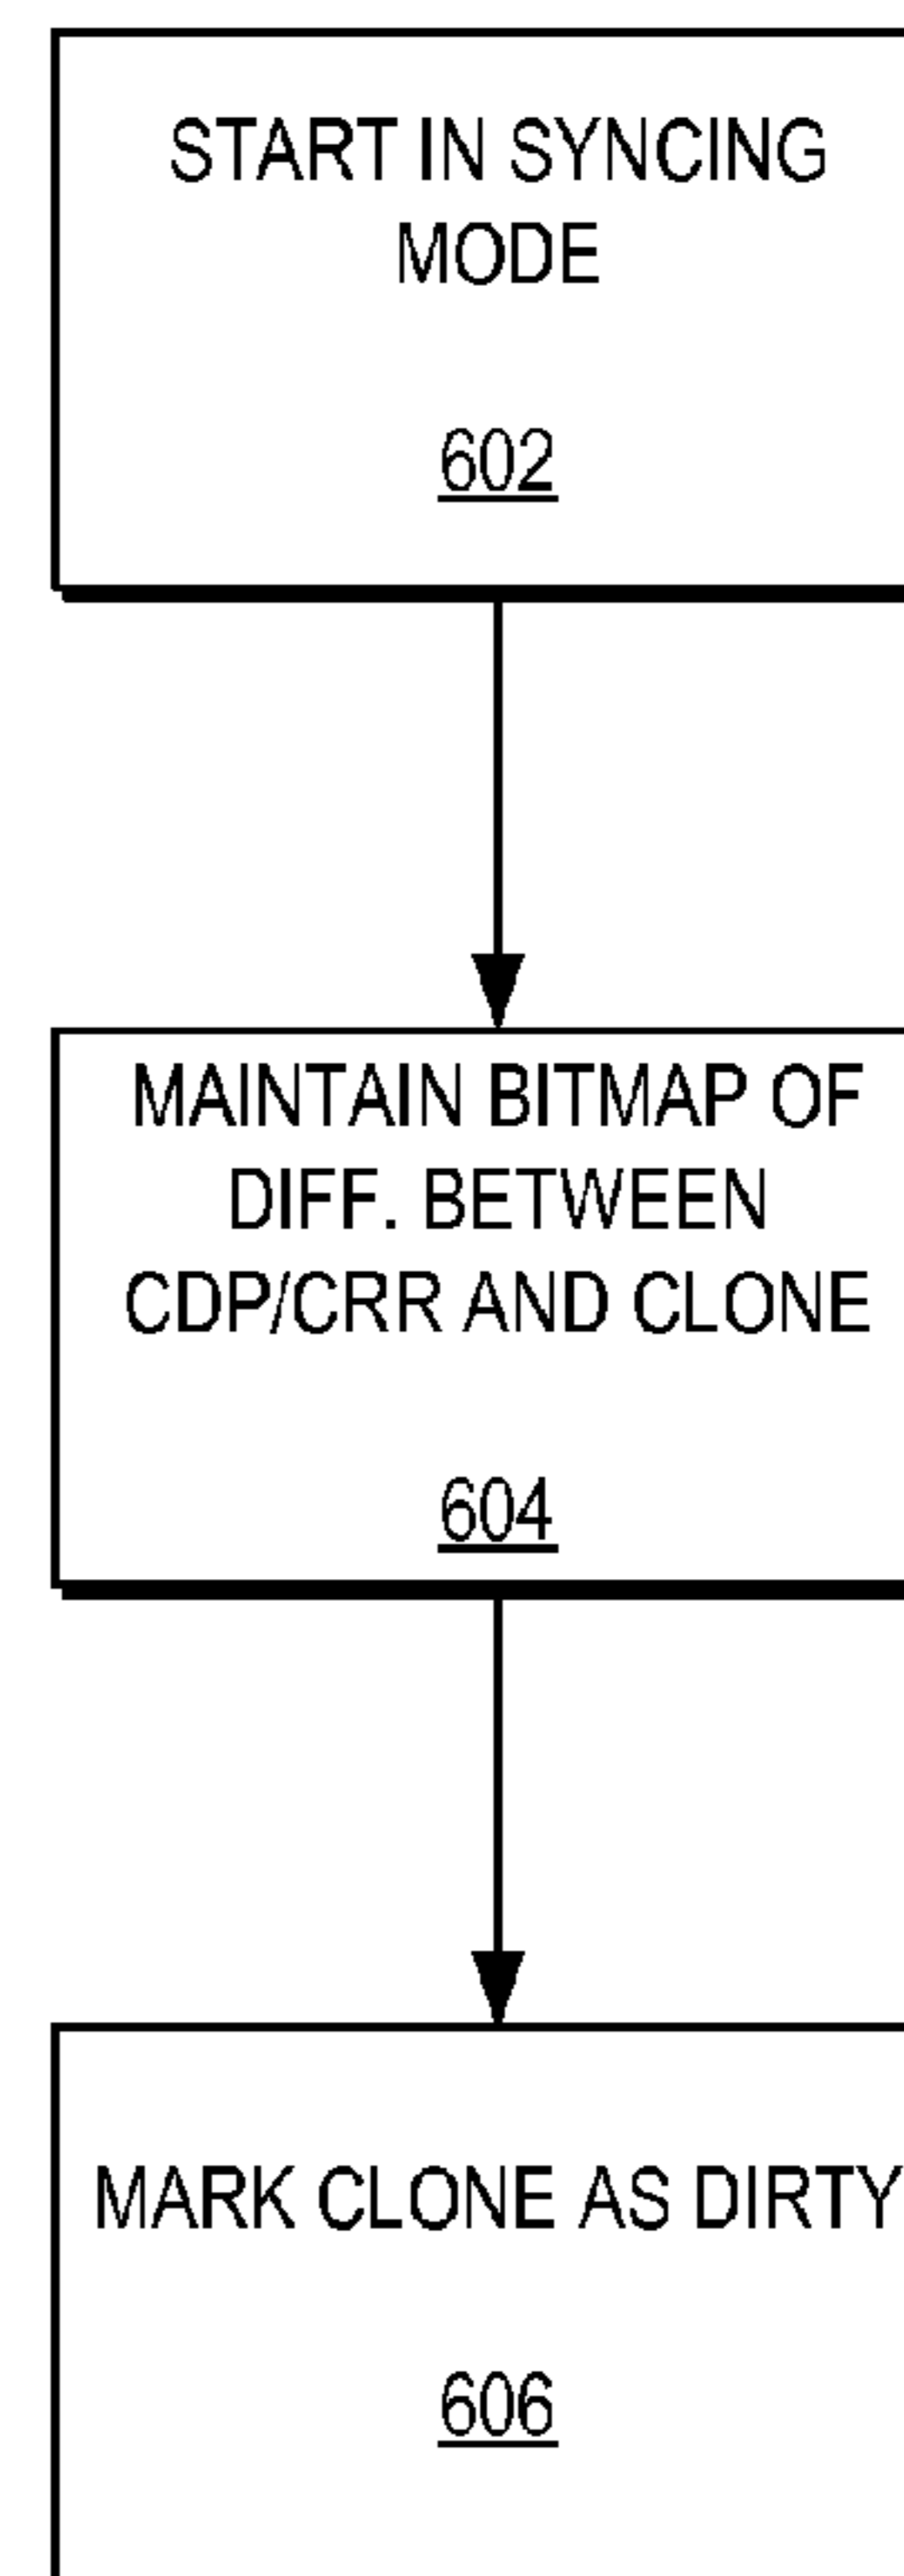 START IN SYNCING
MODE
602
MAINTAIN BITMAP OF
DIFF. BETWEEN
CDP/CRR AND CLONE
604
MARK CLONE AS DIRTY
606